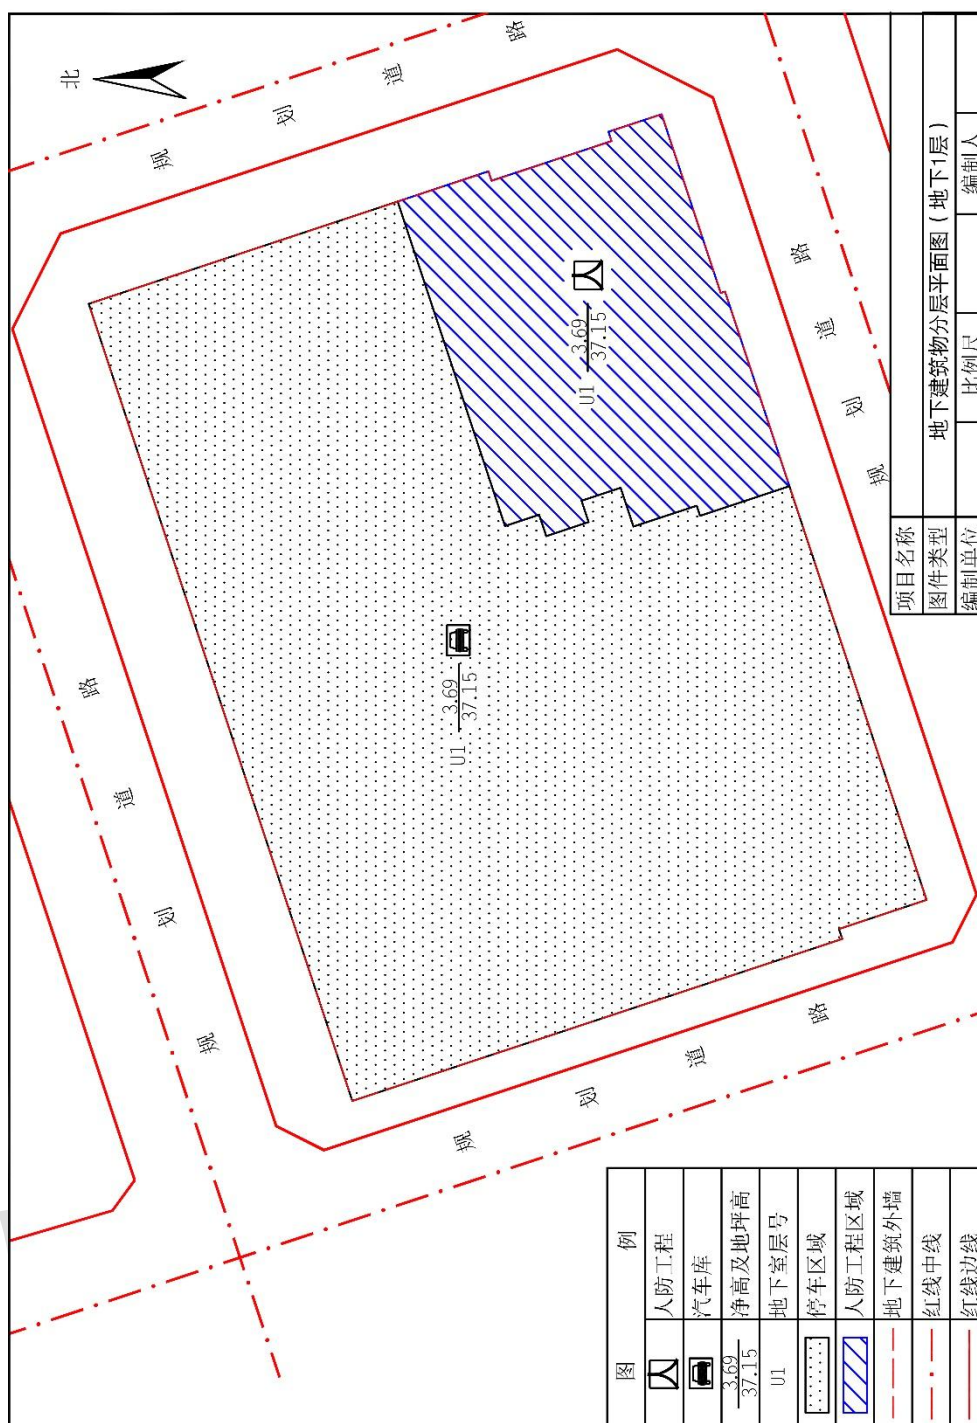 北
规划道路
规划道路
规划道路
规划道路
U1 3.69
37.15
U1 3.69
37.15
图例
人防工程
汽车库
3.69
37.15
净高及地坪高
U1 地下室层号
停车区域
人防工程区域
地下建筑外墙
红线中线
红线边线
项目名称
图件类型 地下建筑物分层平面图(地下1层)
编制单位 比例尺 编制人